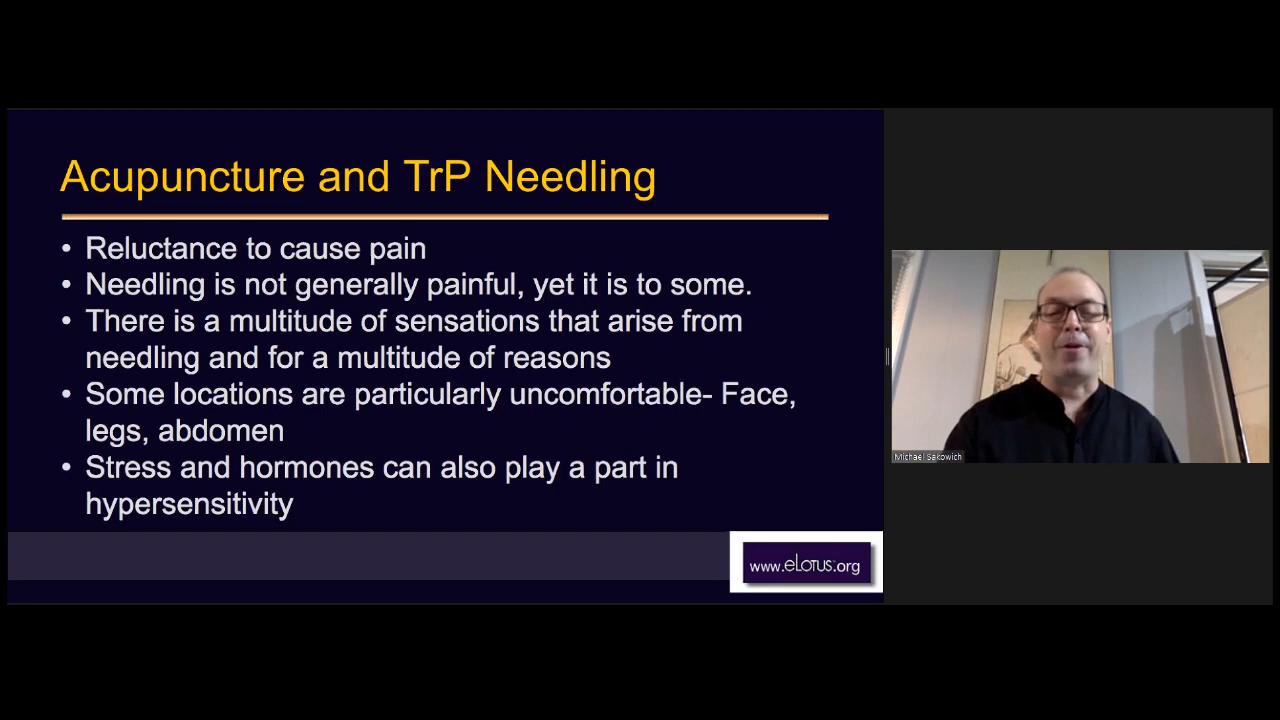 Acupuncture and TrP Needling
• Reluctance to cause pain
• Needling is not generally painful, yet it is to some.
• There is a multitude of sensations that arise from
needling and for a multitude of reasons
• Some locations are particularly uncomfortable- Face,
legs, abdomen
• Stress and hormones can also play a part in
hypersensitivity
www.eLotus.org
Michael Sakowich